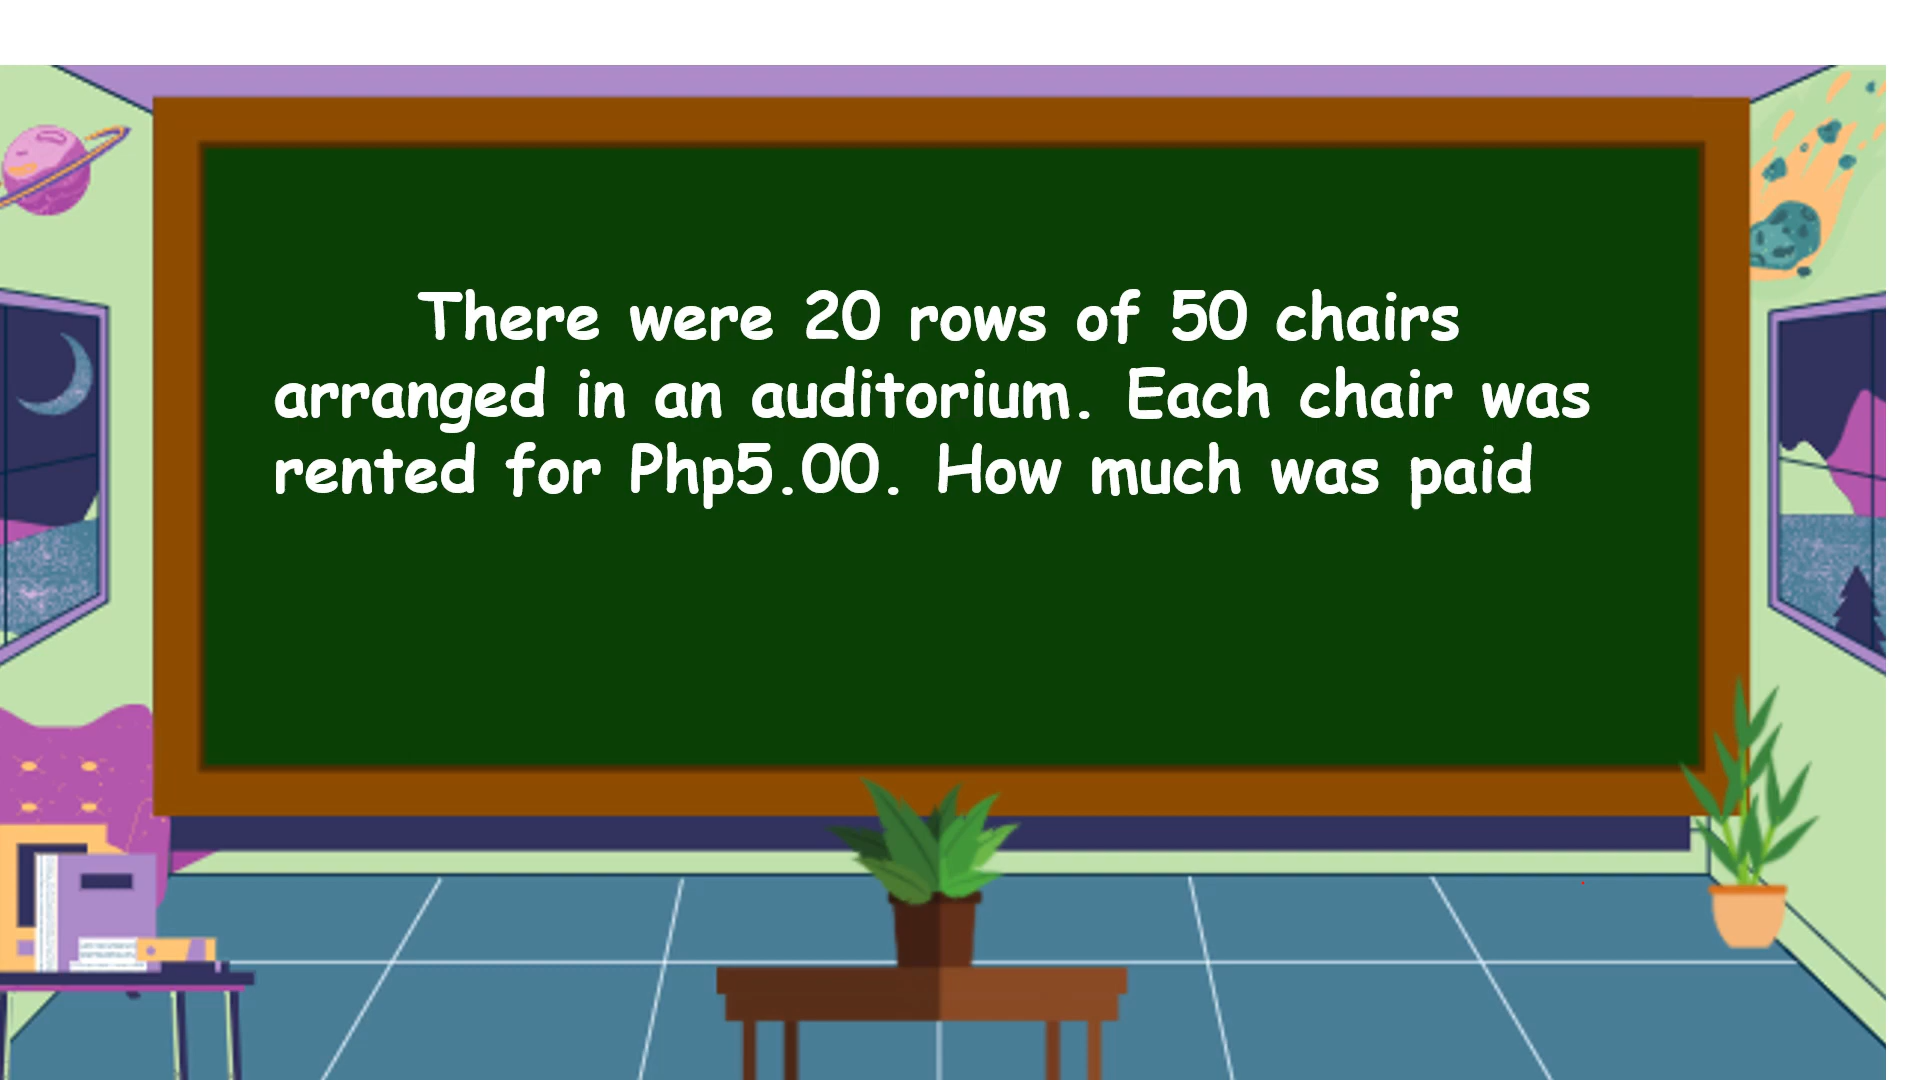 There were 20 rows of 50 chairs
arranged in an auditorium. Each chair was
rented for Php5.00. How much was paid